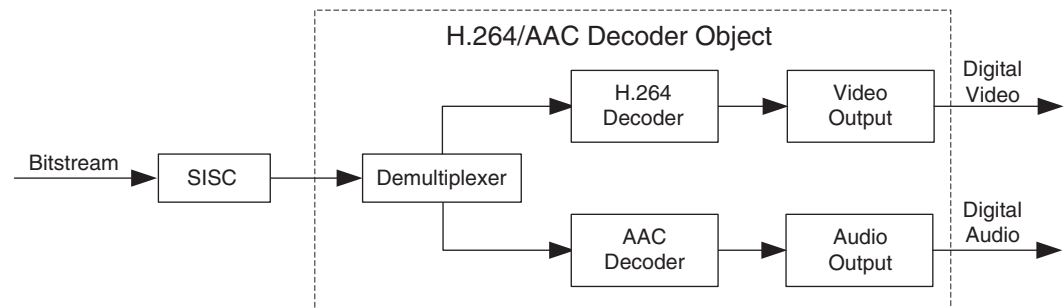 H.264/AAC Decoder Object
Bitstream
SISC
Demultiplexer
H.264
Decoder
Video
Output
Digital
Video
AAC
Decoder
Audio
Output
Digital
Audio